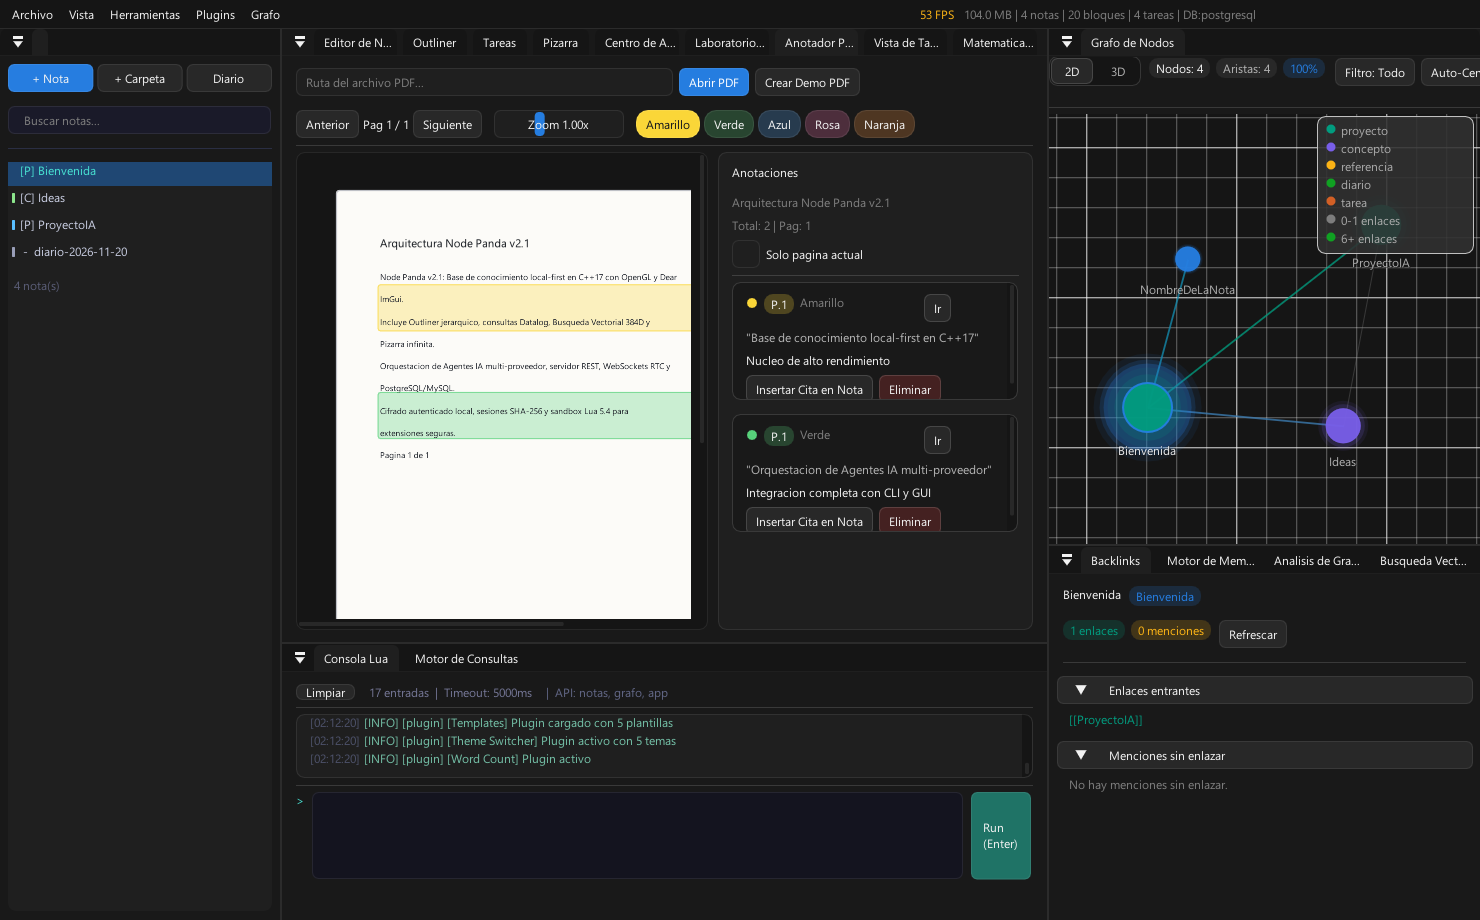 Archivo Vista Herramientas Plugins Grafo
53 FPS 104.0 MB | 4 notas | 20 bloques | 4 tareas | DB:postgresql
+ Nota + Carpeta Diario
Buscar notas...
[P] Bienvenida
[C] Ideas
[P] ProyectoIA
- diario-2026-11-20
4 nota(s)
Editor de N... Outliner Tareas Pizarra Centro de A... Laboratorio... Anotador P... Vista de Ta... Matematica...
Ruta del archivo PDF... Abrir PDF Crear Demo PDF
Anterior Pag 1 / 1 Siguiente Zoom 1.00x Amarillo Verde Azul Rosa Naranja
Arquitectura Node Panda v2.1
Node Panda v2.1: Base de conocimiento local-first en C++17 con OpenGL y Dear
ImGui.
Incluye Outliner jerarquico, consultas Datalog, Busqueda Vectorial 384D y
Pizarra infinita.
Orquestacion de Agentes IA multi-proveedor, servidor REST, WebSockets RTC y
PostgreSQL/MySQL.
Cifrado autenticado local, sesiones SHA-256 y sandbox Lua 5.4 para
extensiones seguras.
Pagina 1 de 1
Anotaciones
Arquitectura Node Panda v2.1
Total: 2 | Pag: 1
Solo pagina actual
P.1 Amarillo Ir
"Base de conocimiento local-first en C++17"
Nucleo de alto rendimiento
Insertar Cita en Nota Eliminar
P.1 Verde Ir
"Orquestacion de Agentes IA multi-proveedor"
Integracion completa con CLI y GUI
Insertar Cita en Nota Eliminar
Consola Lua Motor de Consultas
Limpiar 17 entradas | Timeout: 5000ms | API: notas, grafo, app
[02:12:20] [INFO] [plugin] [Templates] Plugin cargado con 5 plantillas
[02:12:20] [INFO] [plugin] [Theme Switcher] Plugin activo con 5 temas
[02:12:20] [INFO] [plugin] [Word Count] Plugin activo
>
Run
(Enter)
Grafo de Nodos
2D 3D Nodos: 4 Aristas: 4 100% Filtro: Todo Auto-Cen
proyecto
concepto
referencia
diario
tarea
0-1 enlaces
6+ enlaces
ProyectoIA
NombreDeLaNota
Bienvenida
Ideas
Backlinks Motor de Mem... Analisis de Gra... Busqueda Vect...
Bienvenida Bienvenida
1 enlaces 0 menciones Refrescar
Enlaces entrantes
[[ProyectoIA]]
Menciones sin enlazar
No hay menciones sin enlazar.